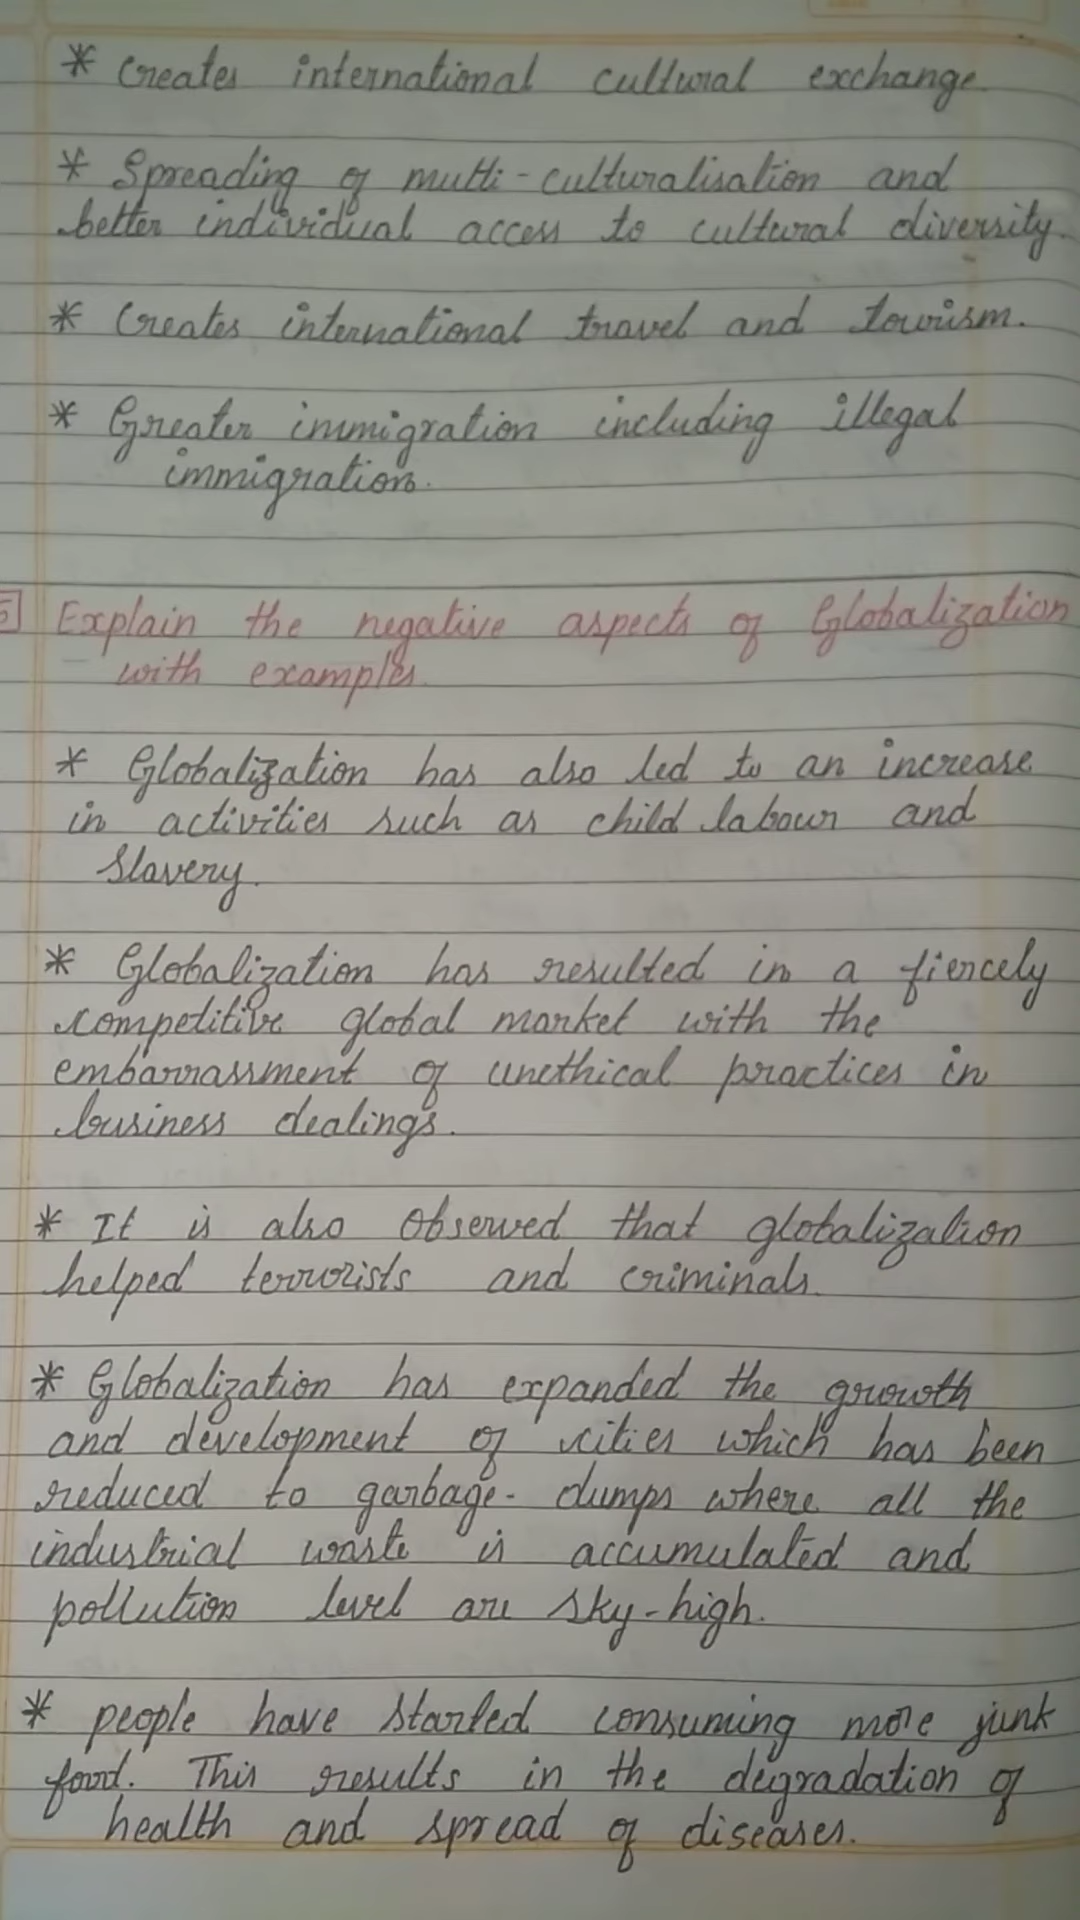 * Creates international cultural exchange.
* Spreading of multi-culturalisation and
better individual access to cultural diversity.
* Creates international travel and tourism.
* Greater immigration including illegal
immigration.
5 Explain the negative aspects of Globalization
with examples.
* Globalization has also led to an increase
in activities such as child labour and
Slavery.
* Globalization has resulted in a fiercely
competitive global market with the
embarrassment of unethical practices in
business dealings.
* It is also Observed that globalization
helped terrorists and criminals.
* Globalization has expanded the growth
and development of cities which has been
reduced to garbage-dumps where all the
industrial waste is accumulated and
pollution level are sky-high.
* people have started consuming more junk
food. This results in the degradation of
health and spread of diseases.